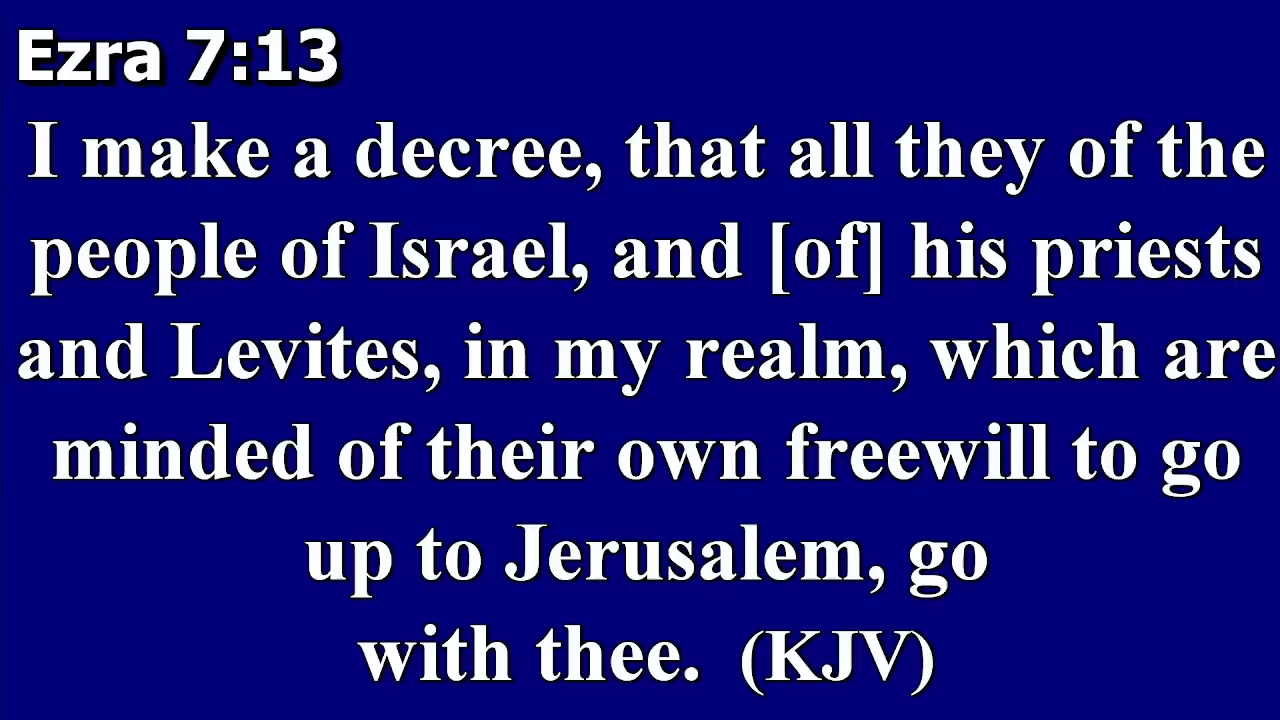 Ezra 7:13
I make a decree, that all they of the
people of Israel, and [of] his priests
and Levites, in my realm, which are
minded of their own freewill to go
up to Jerusalem, go
with thee.  (KJV)